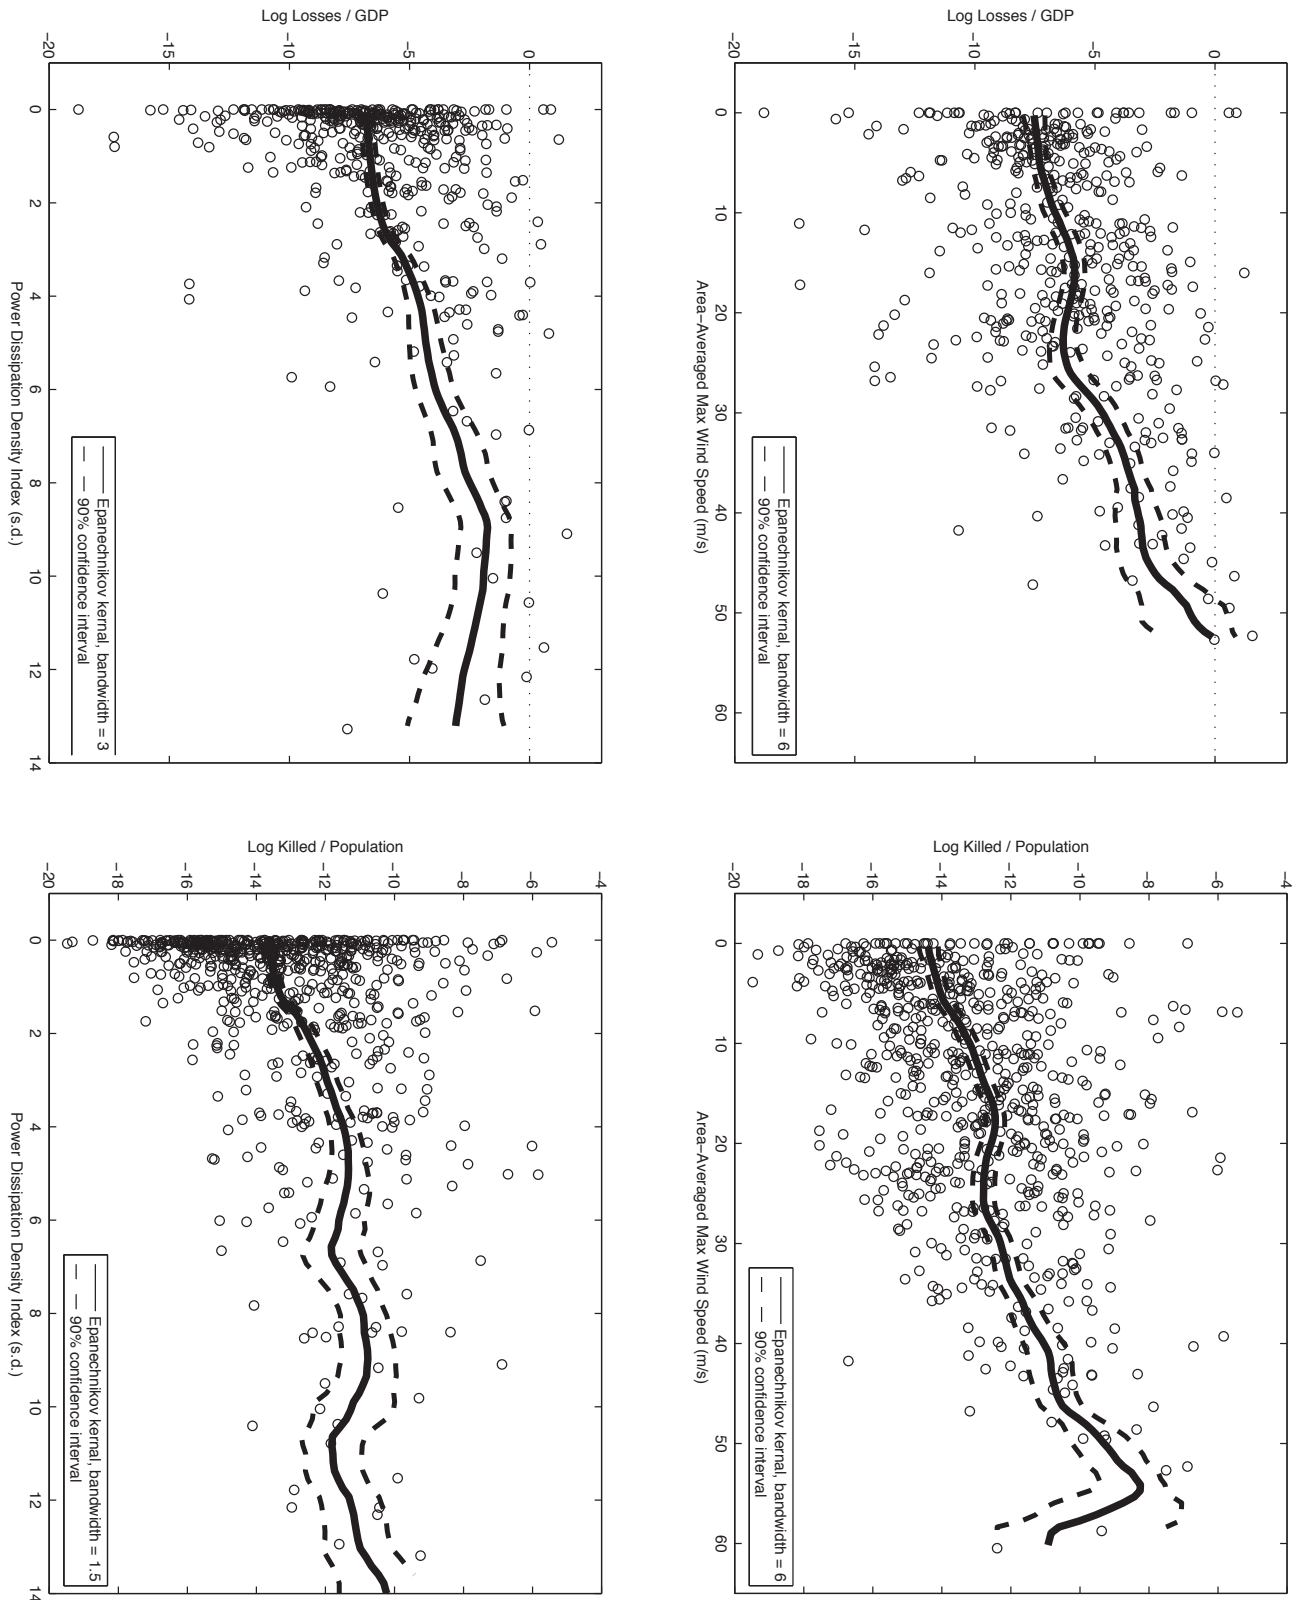 Log Losses / GDP
0
−5
−10
−15
−20
0 10 20 30 40 50 60
Area−Averaged Max Wind Speed (m/s)
Epanechnikov kernal, bandwidth = 6
90% confidence interval
Log Killed / Population
−4
−6
−8
−10
−12
−14
−16
−18
−20
0 10 20 30 40 50 60
Area−Averaged Max Wind Speed (m/s)
Epanechnikov kernal, bandwidth = 6
90% confidence interval
Log Losses / GDP
0
−5
−10
−15
−20
0 2 4 6 8 10 12 14
Power Dissipation Density Index (s.d.)
Epanechnikov kernal, bandwidth = 3
90% confidence interval
Log Killed / Population
−4
−6
−8
−10
−12
−14
−16
−18
−20
0 2 4 6 8 10 12 14
Power Dissipation Density Index (s.d.)
Epanechnikov kernal, bandwidth = 1.5
90% confidence interval